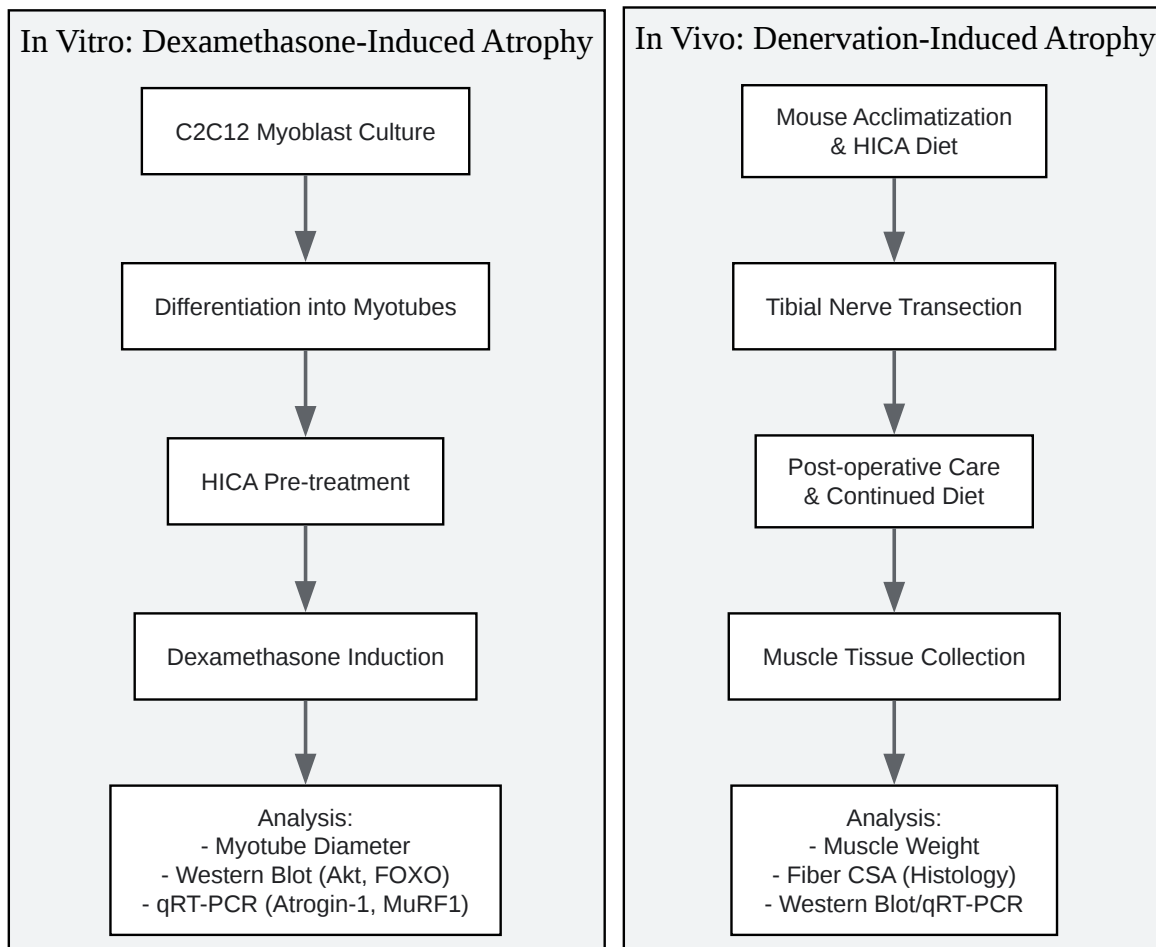 In Vitro: Dexamethasone-Induced Atrophy
C2C12 Myoblast Culture
Differentiation into Myotubes
HICA Pre-treatment
Dexamethasone Induction
Analysis:
- Myotube Diameter
- Western Blot (Akt, FOXO)
- qRT-PCR (Atrogin-1, MuRF1)
In Vivo: Denervation-Induced Atrophy
Mouse Acclimatization
& HICA Diet
Tibial Nerve Transection
Post-operative Care
& Continued Diet
Muscle Tissue Collection
Analysis:
- Muscle Weight
- Fiber CSA (Histology)
- Western Blot/qRT-PCR